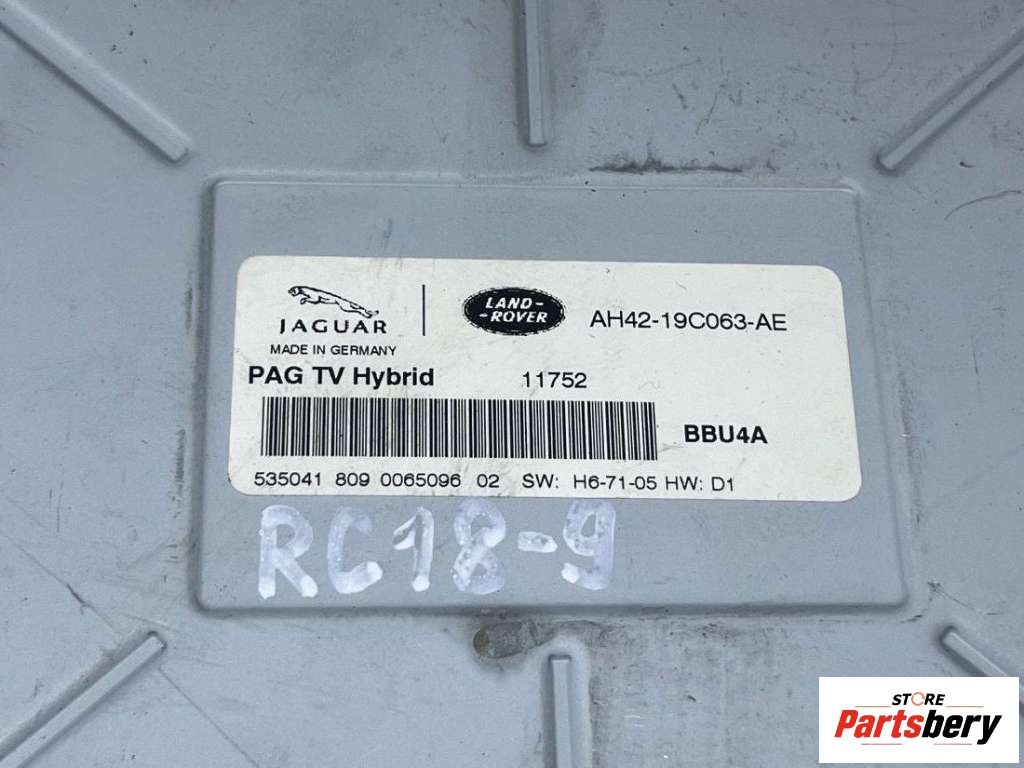 JAGUAR
LAND-
-ROVER
AH42-19C063-AE
MADE IN GERMANY
PAG TV Hybrid 11752
BBU4A
535041 809 0065096 02 SW: H6-71-05 HW: D1
RC18-9
STORE
Partsbery